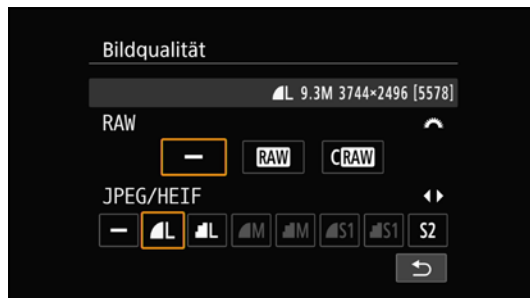 Bildqualität
L 9.3M 3744×2496 [5578]
RAW
— RAW CRAW
JPEG/HEIF
— L L M M S1 S1 S2